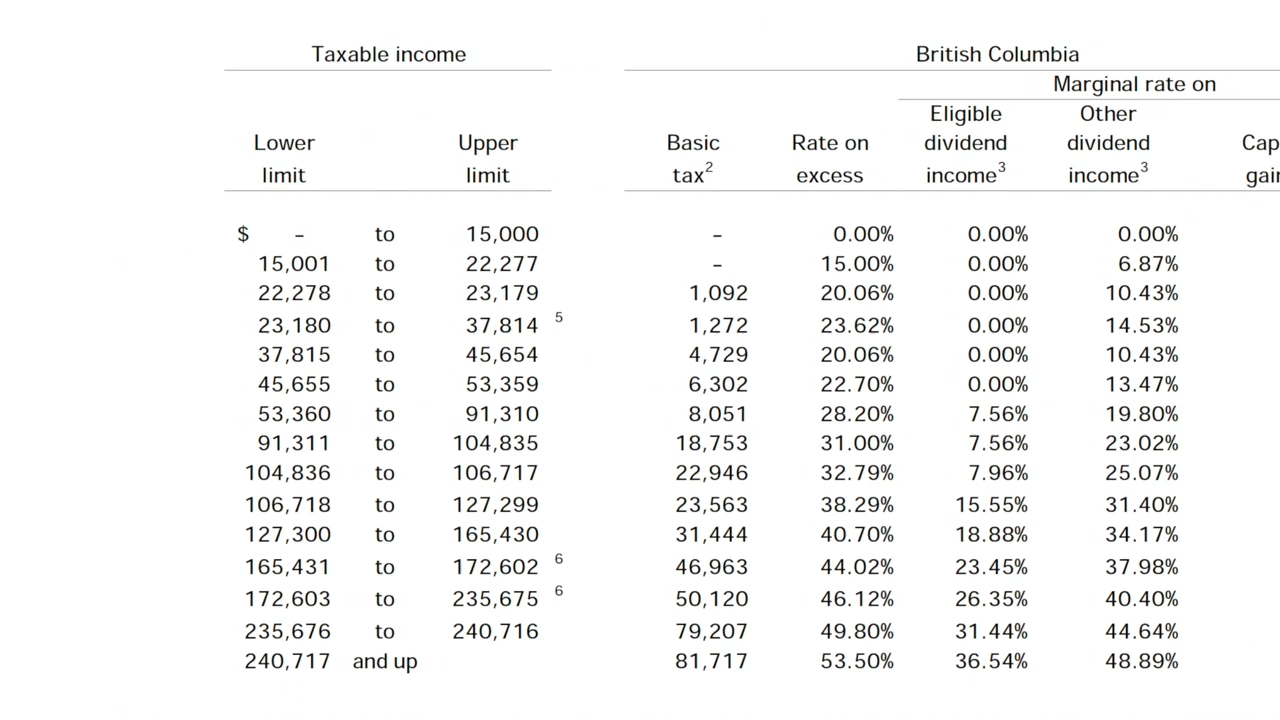 Taxable income British Columbia
Marginal rate on
Eligible Other
Lower Upper Basic Rate on dividend dividend Cap
limit limit tax2 excess income3 income3 gai
$ – to 15,000 – 0.00% 0.00% 0.00%
15,001 to 22,277 – 15.00% 0.00% 6.87%
22,278 to 23,179 1,092 20.06% 0.00% 10.43%
23,180 to 37,814 5 1,272 23.62% 0.00% 14.53%
37,815 to 45,654 4,729 20.06% 0.00% 10.43%
45,655 to 53,359 6,302 22.70% 0.00% 13.47%
53,360 to 91,310 8,051 28.20% 7.56% 19.80%
91,311 to 104,835 18,753 31.00% 7.56% 23.02%
104,836 to 106,717 22,946 32.79% 7.96% 25.07%
106,718 to 127,299 23,563 38.29% 15.55% 31.40%
127,300 to 165,430 31,444 40.70% 18.88% 34.17%
165,431 to 172,602 6 46,963 44.02% 23.45% 37.98%
172,603 to 235,675 6 50,120 46.12% 26.35% 40.40%
235,676 to 240,716 79,207 49.80% 31.44% 44.64%
240,717 and up 81,717 53.50% 36.54% 48.89%